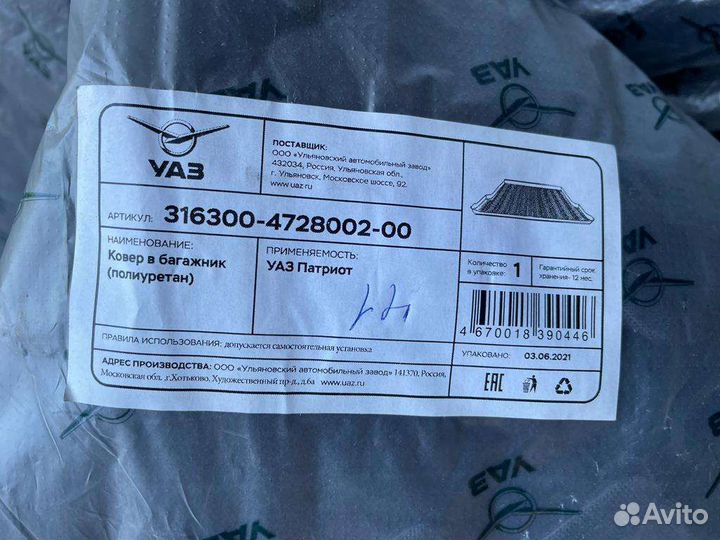 УАЗ
УАЗ
ПОСТАВЩИК:
ООО «Ульяновский автомобильный завод»
432034, Россия, Ульяновская обл.,
г. Ульяновск, Московское шоссе, 92.
www.uaz.ru
АРТИКУЛ: 316300-4728002-00
НАИМЕНОВАНИЕ:
Ковер в багажник
(полиуретан)
ПРИМЕНЯЕМОСТЬ:
УАЗ Патриот
Количество
в упаковке: 1
Гарантийный срок
хранения- 12 мес.
4 670018 390446
ПРАВИЛА ИСПОЛЬЗОВАНИЯ: допускается самостоятельная установка
УПАКОВАНО: 03.06.2021
АДРЕС ПРОИЗВОДСТВА: ООО «Ульяновский автомобильный завод» 141370, Россия,
Московская обл. ,г.Хотьково, Художественный пр-д., д.6а www.uaz.ru
EAC
УАЗ
УАЗ
Avito